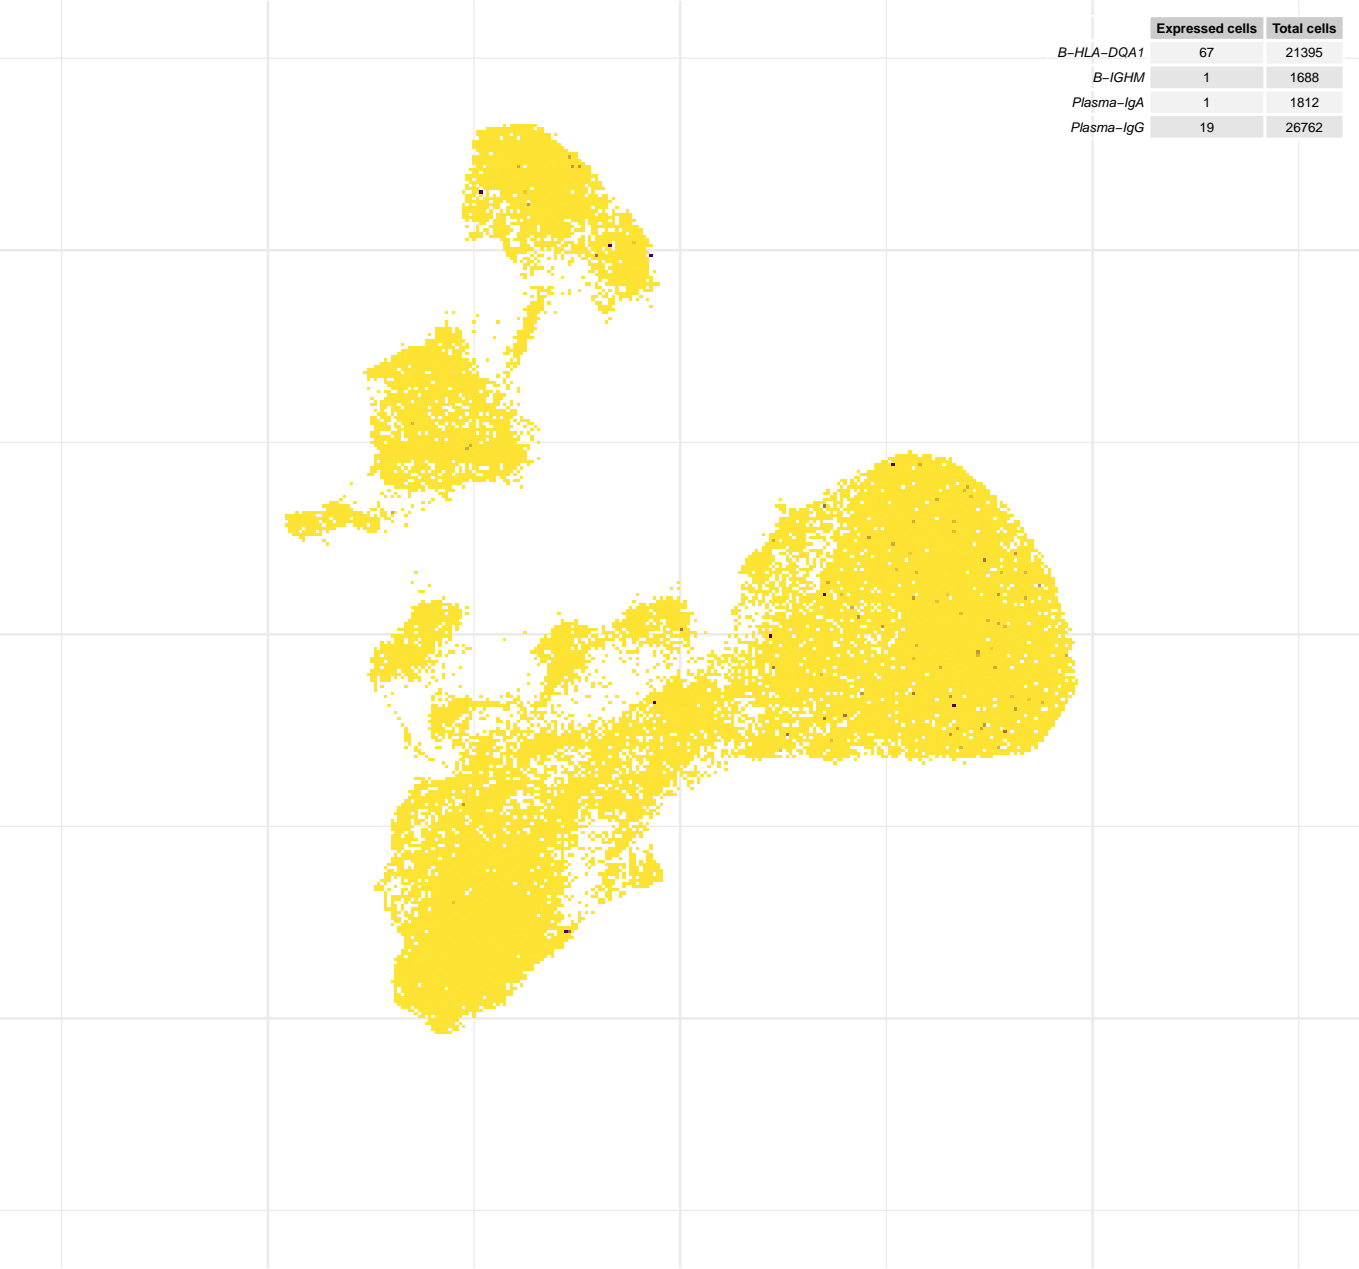 Expressed cells Total cells
B−HLA−DQA1 67 21395
B−IGHM 1 1688
Plasma−IgA 1 1812
Plasma−IgG 19 26762